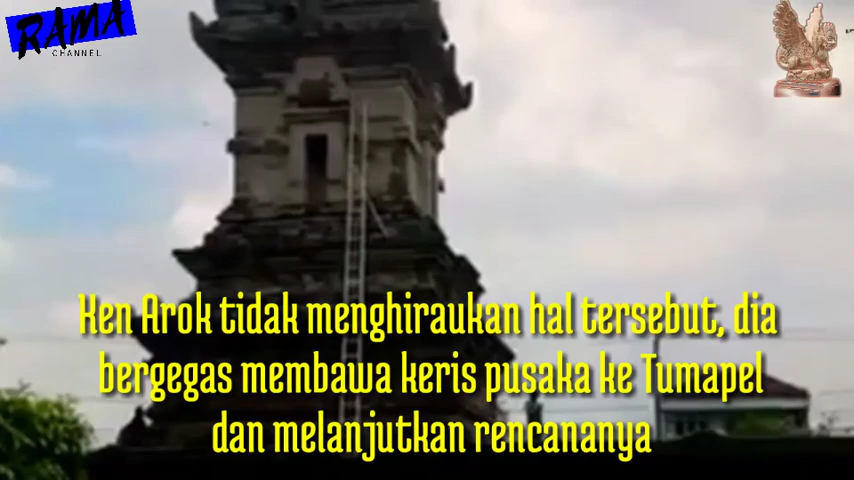 RAMA
CHANNEL
Ken Arok tidak menghiraukan hal tersebut, dia
bergegas membawa keris pusaka ke Tumapel
dan melanjutkan rencananya